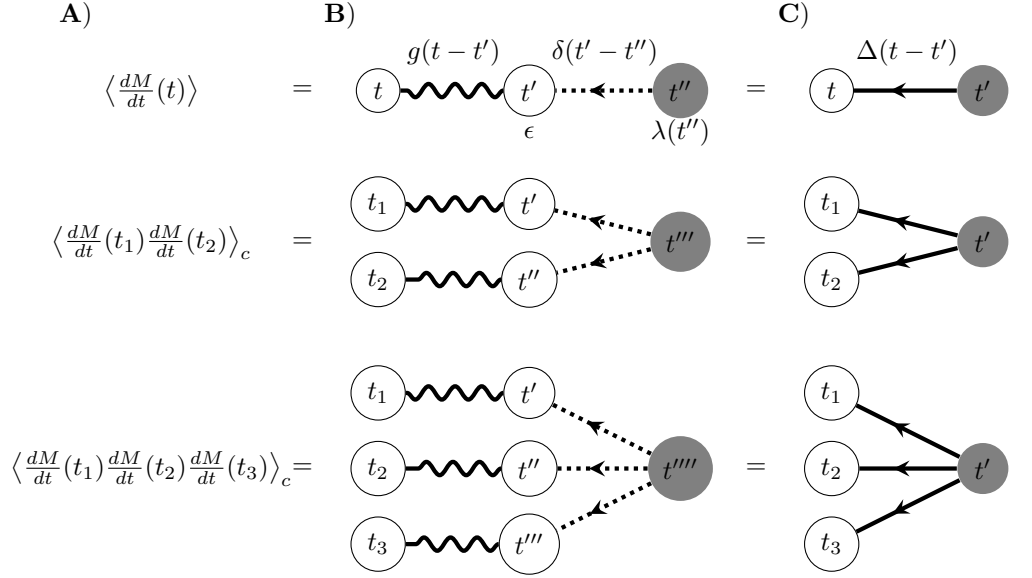 A) B) C)
g(t − t′) δ(t′ − t″) Δ(t − t′)
⟨dM/dt (t)⟩ = t t′ t″ = t t′
ϵ λ(t″)
t₁ t′ t₁
⟨dM/dt (t₁) dM/dt (t₂)⟩c = t‴ = t′
t₂ t″ t₂
t₁ t′ t₁
⟨dM/dt (t₁) dM/dt (t₂) dM/dt (t₃)⟩c = t₂ t″ t⁗ = t₂ t′
t₃ t‴ t₃